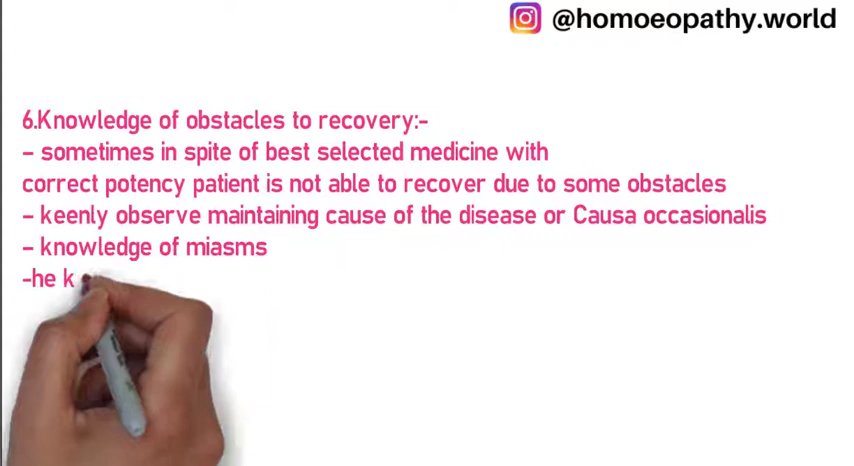 @homoeopathy.world
6.Knowledge of obstacles to recovery:-
- sometimes in spite of best selected medicine with
correct potency patient is not able to recover due to some obstacles
- keenly observe maintaining cause of the disease or Causa occasionalis
- knowledge of miasms
-he k